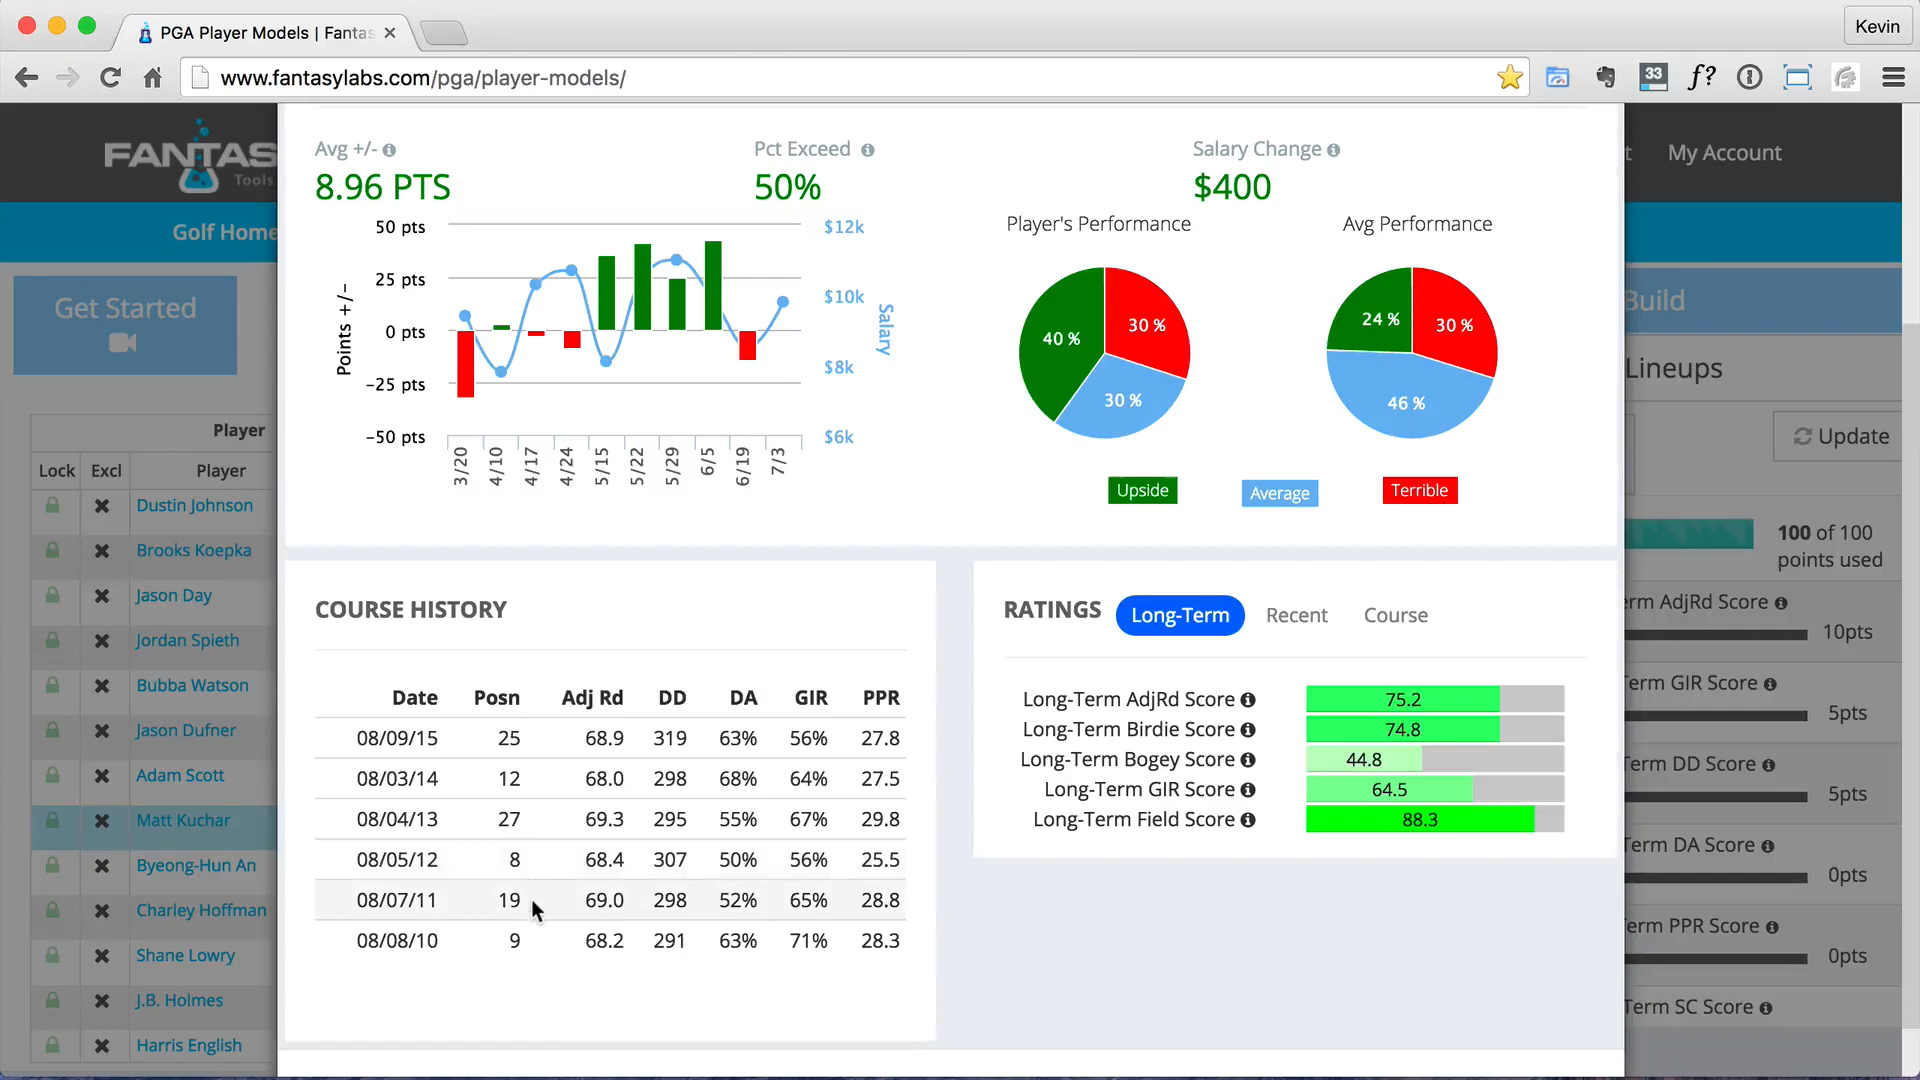 PGA Player Models | Fantas
Kevin
www.fantasylabs.com/pga/player-models/
33
f?
FANTAS
Tools
t
My Account
Golf Home
Get Started
Build
Lineups
Update
100 of 100
points used
Avg +/-
Pct Exceed
Salary Change
8.96 PTS
50%
$400
Player's Performance
Avg Performance
50 pts
25 pts
0 pts
−25 pts
−50 pts
Points +/−
$12k
$10k
$8k
$6k
Salary
3/20
4/10
4/17
4/24
5/15
5/22
5/29
6/5
6/19
7/3
40 %
30 %
30 %
24 %
30 %
46 %
Upside
Average
Terrible
Player
Lock Excl Player
Dustin Johnson
Brooks Koepka
Jason Day
Jordan Spieth
Bubba Watson
Jason Dufner
Adam Scott
Matt Kuchar
Byeong-Hun An
Charley Hoffman
Shane Lowry
J.B. Holmes
Harris English
COURSE HISTORY
Date Posn Adj Rd DD DA GIR PPR
08/09/15 25 68.9 319 63% 56% 27.8
08/03/14 12 68.0 298 68% 64% 27.5
08/04/13 27 69.3 295 55% 67% 29.8
08/05/12 8 68.4 307 50% 56% 25.5
08/07/11 19 69.0 298 52% 65% 28.8
08/08/10 9 68.2 291 63% 71% 28.3
RATINGS Long-Term Recent Course
Long-Term AdjRd Score 75.2
Long-Term Birdie Score 74.8
Long-Term Bogey Score 44.8
Long-Term GIR Score 64.5
Long-Term Field Score 88.3
erm AdjRd Score
10pts
Term GIR Score
5pts
Term DD Score
5pts
Term DA Score
0pts
erm PPR Score
0pts
Term SC Score